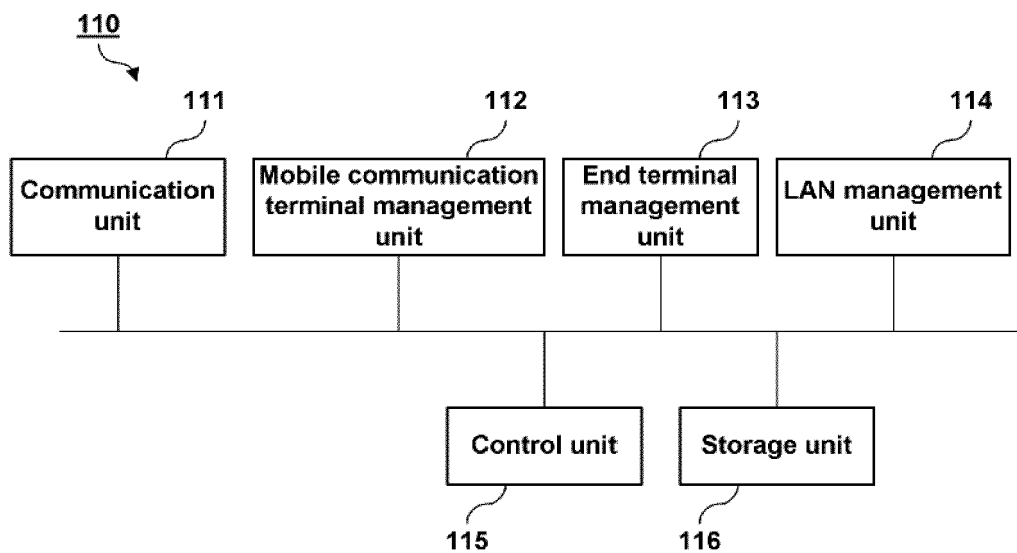 110
111
112
113
114
Communication
unit
Mobile communication
terminal management
unit
End terminal
management
unit
LAN management
unit
Control unit
Storage unit
115
116